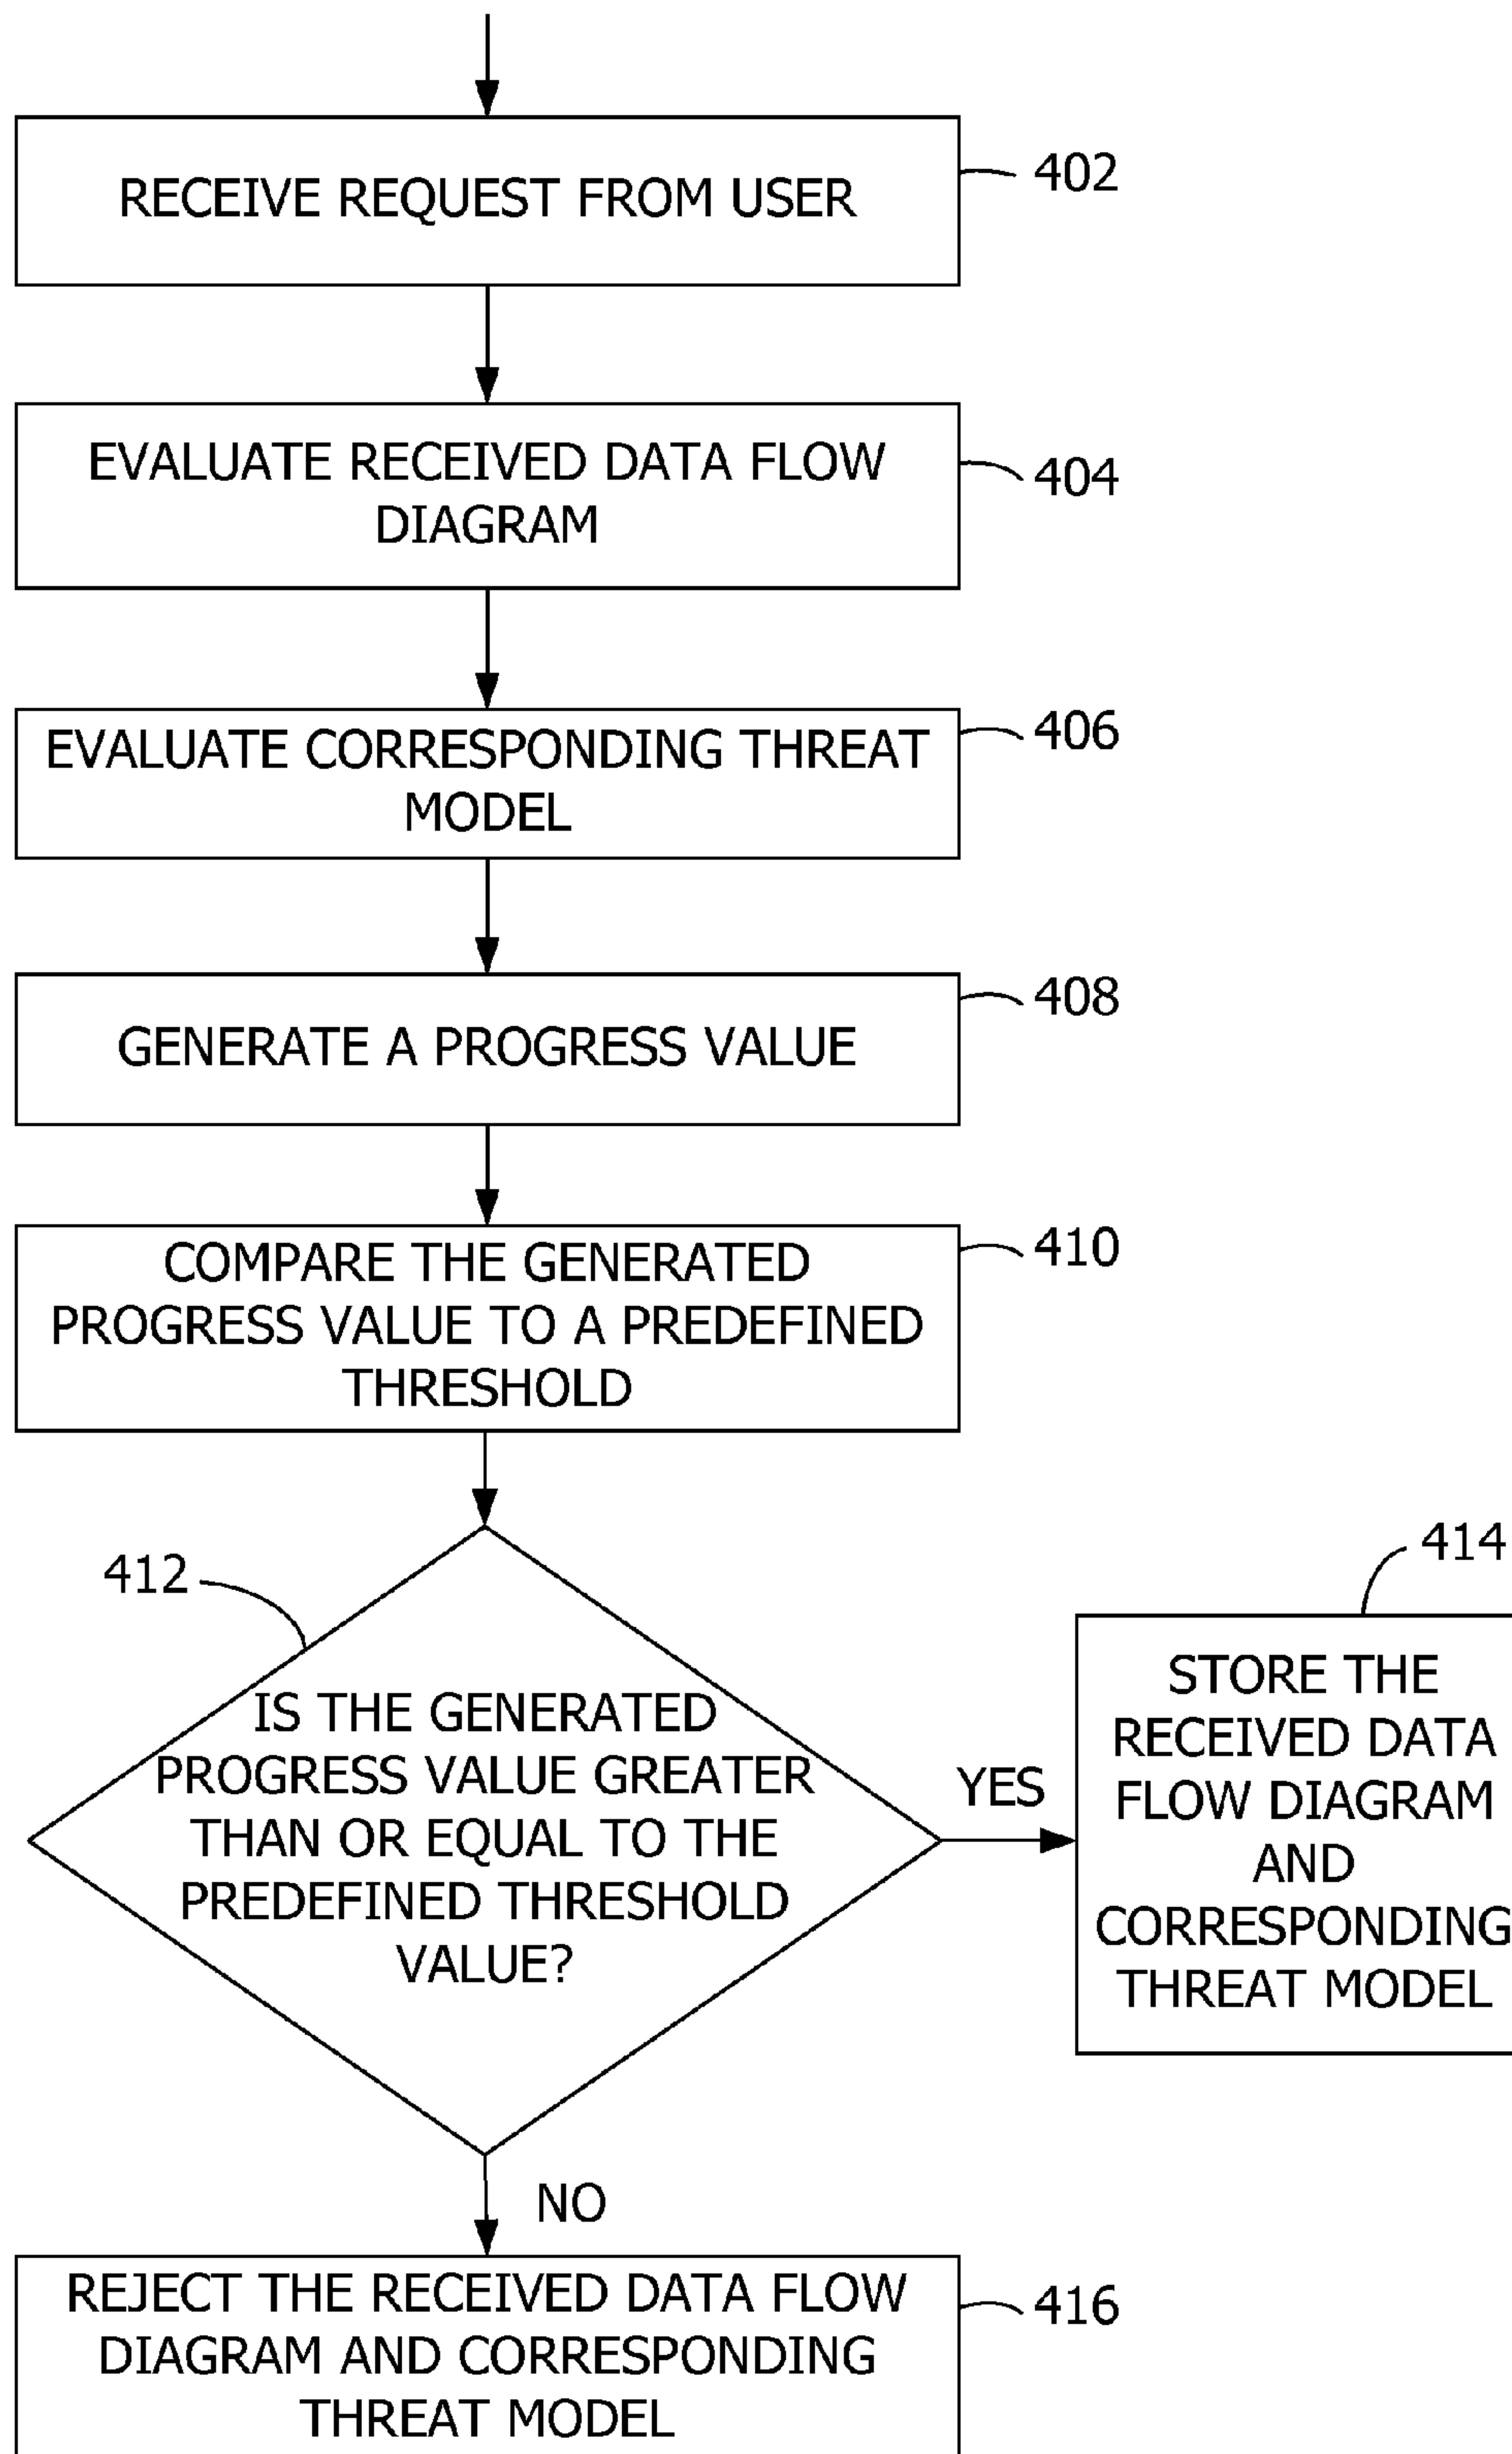 RECEIVE REQUEST FROM USER
402
EVALUATE RECEIVED DATA FLOW
DIAGRAM
404
EVALUATE CORRESPONDING THREAT
MODEL
406
GENERATE A PROGRESS VALUE
408
COMPARE THE GENERATED
PROGRESS VALUE TO A PREDEFINED
THRESHOLD
410
412
IS THE GENERATED
PROGRESS VALUE GREATER
THAN OR EQUAL TO THE
PREDEFINED THRESHOLD
VALUE?
YES
414
STORE THE
RECEIVED DATA
FLOW DIAGRAM
AND
CORRESPONDING
THREAT MODEL
NO
REJECT THE RECEIVED DATA FLOW
DIAGRAM AND CORRESPONDING
THREAT MODEL
416